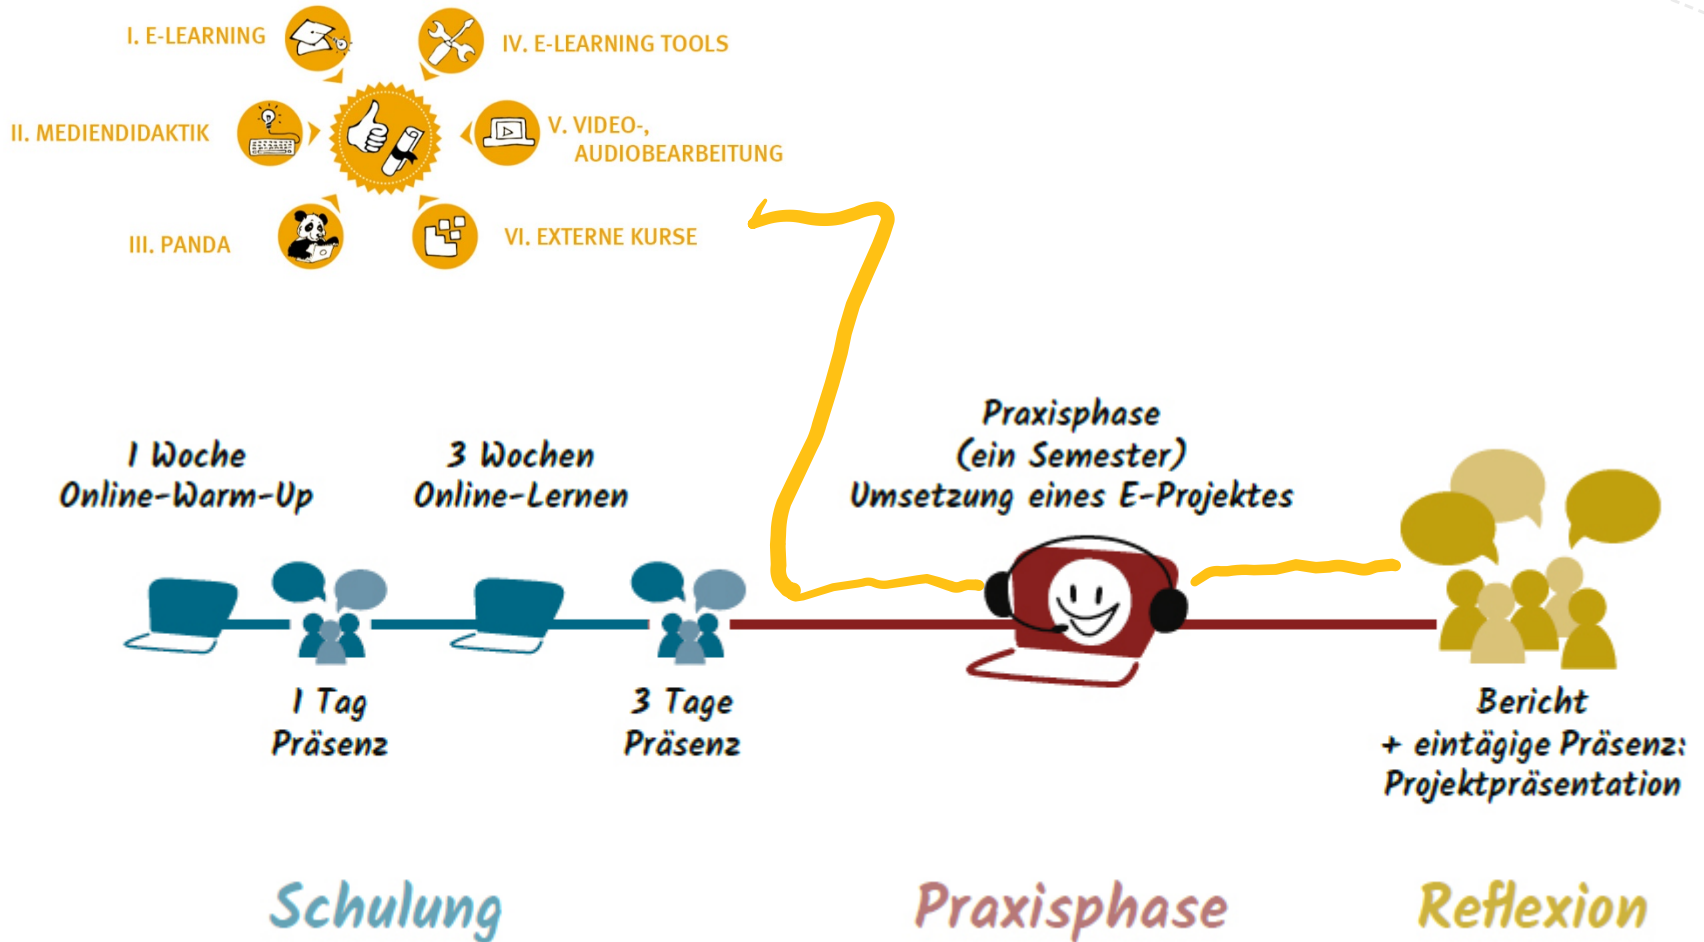 I. E-LEARNING
IV. E-LEARNING TOOLS
II. MEDIENDIDAKTIK
V. VIDEO-,
AUDIOBEARBEITUNG
III. PANDA
VI. EXTERNE KURSE
1 Woche
Online-Warm-Up
3 Wochen
Online-Lernen
Praxisphase
(ein Semester)
Umsetzung eines E-Projektes
1 Tag
Präsenz
3 Tage
Präsenz
Bericht
+ eintägige Präsenz:
Projektpräsentation
Schulung
Praxisphase
Reflexion